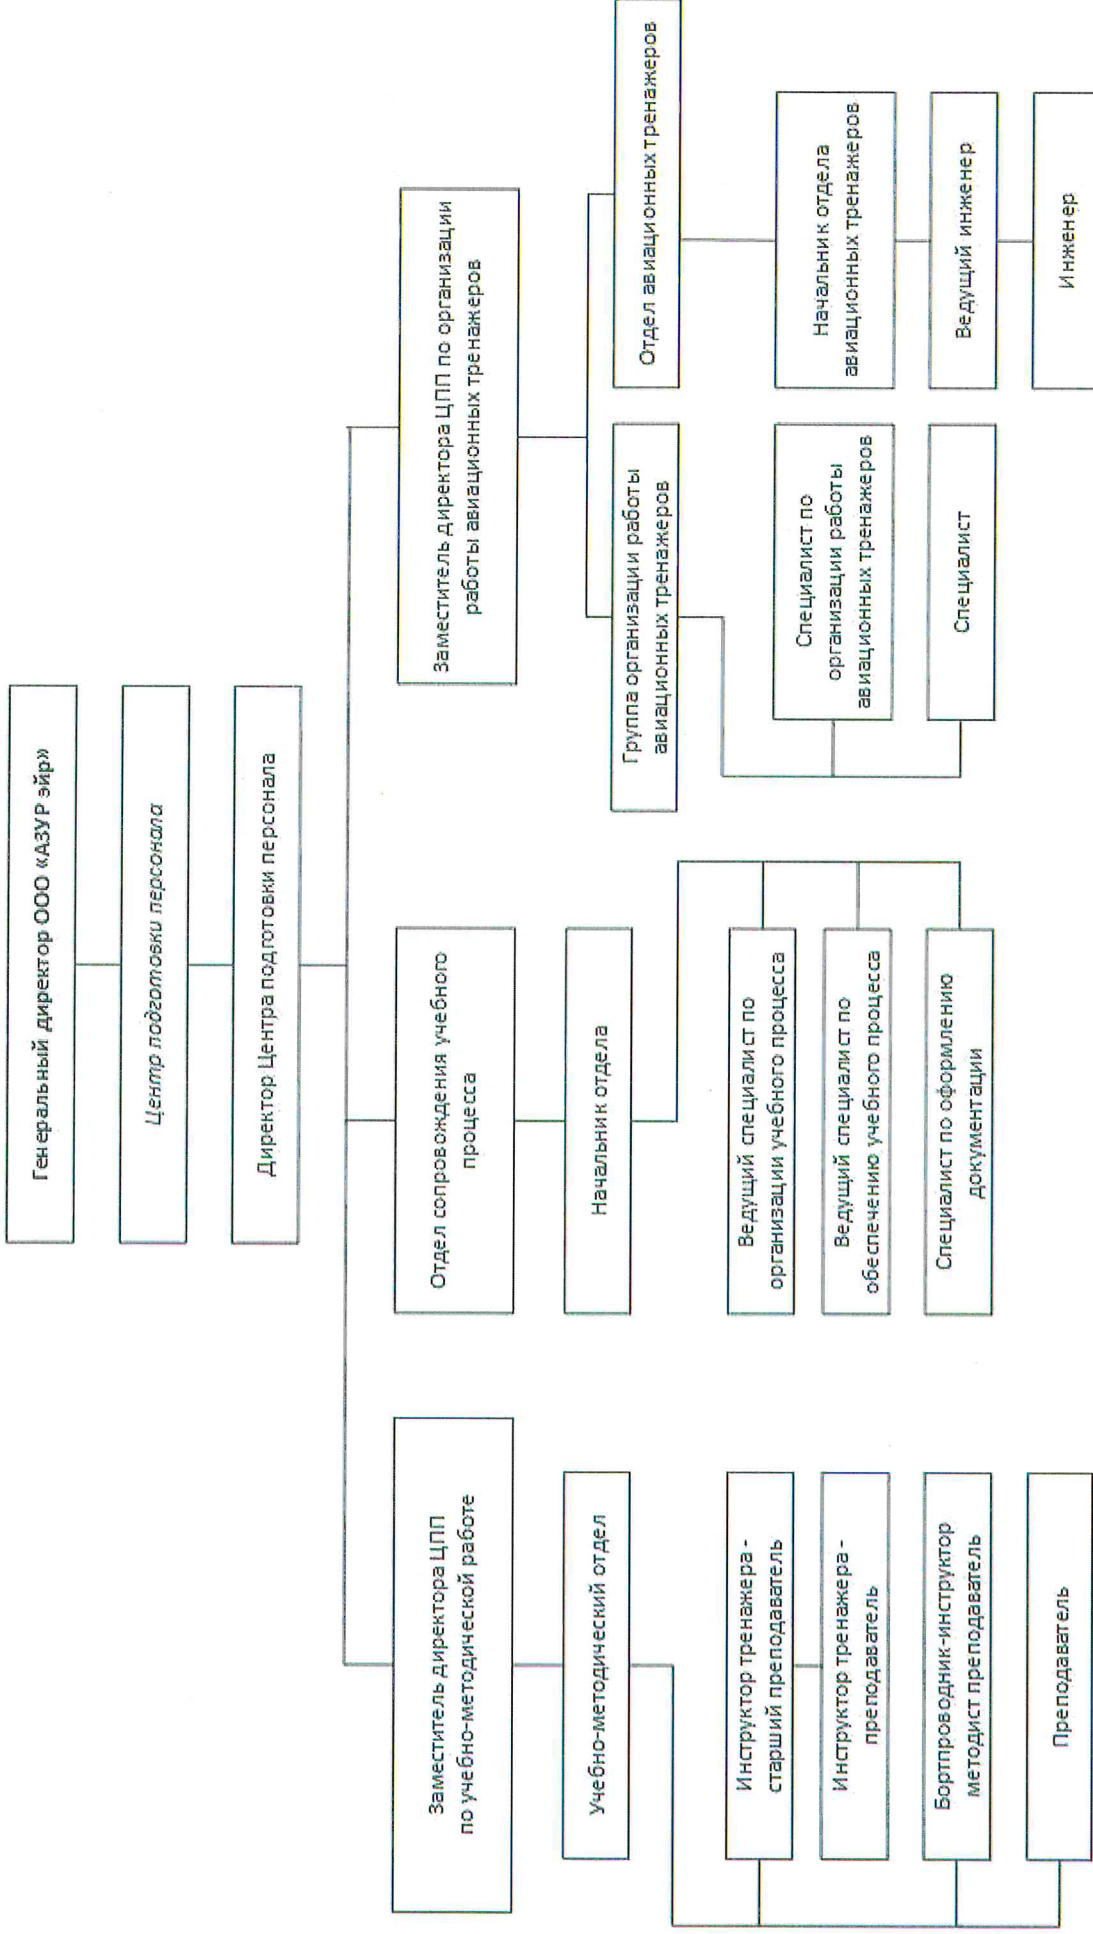 Генеральный директор ООО «АЗУР эйр»
Центр подготовки персонала
Директор Центра подготовки персонала
Заместитель директора ЦПП
по учебно-методической работе
Учебно-методический отдел
Инструктор тренажера -
старший преподаватель
Инструктор тренажера -
преподаватель
Бортпроводник-инструктор
методист преподаватель
Преподаватель
Отдел сопровождения учебного
процесса
Начальник отдела
Ведущий специалист по
организации учебного процесса
Ведущий специалист по
обеспечению учебного процесса
Специалист по оформлению
документации
Заместитель директора ЦПП по организации
работы авиационных тренажеров
Группа организации работы
авиационных тренажеров
Специалист по
организации работы
авиационных тренажеров
Специалист
Отдел авиационных тренажеров
Начальник отдела
авиационных тренажеров
Ведущий инженер
Инженер